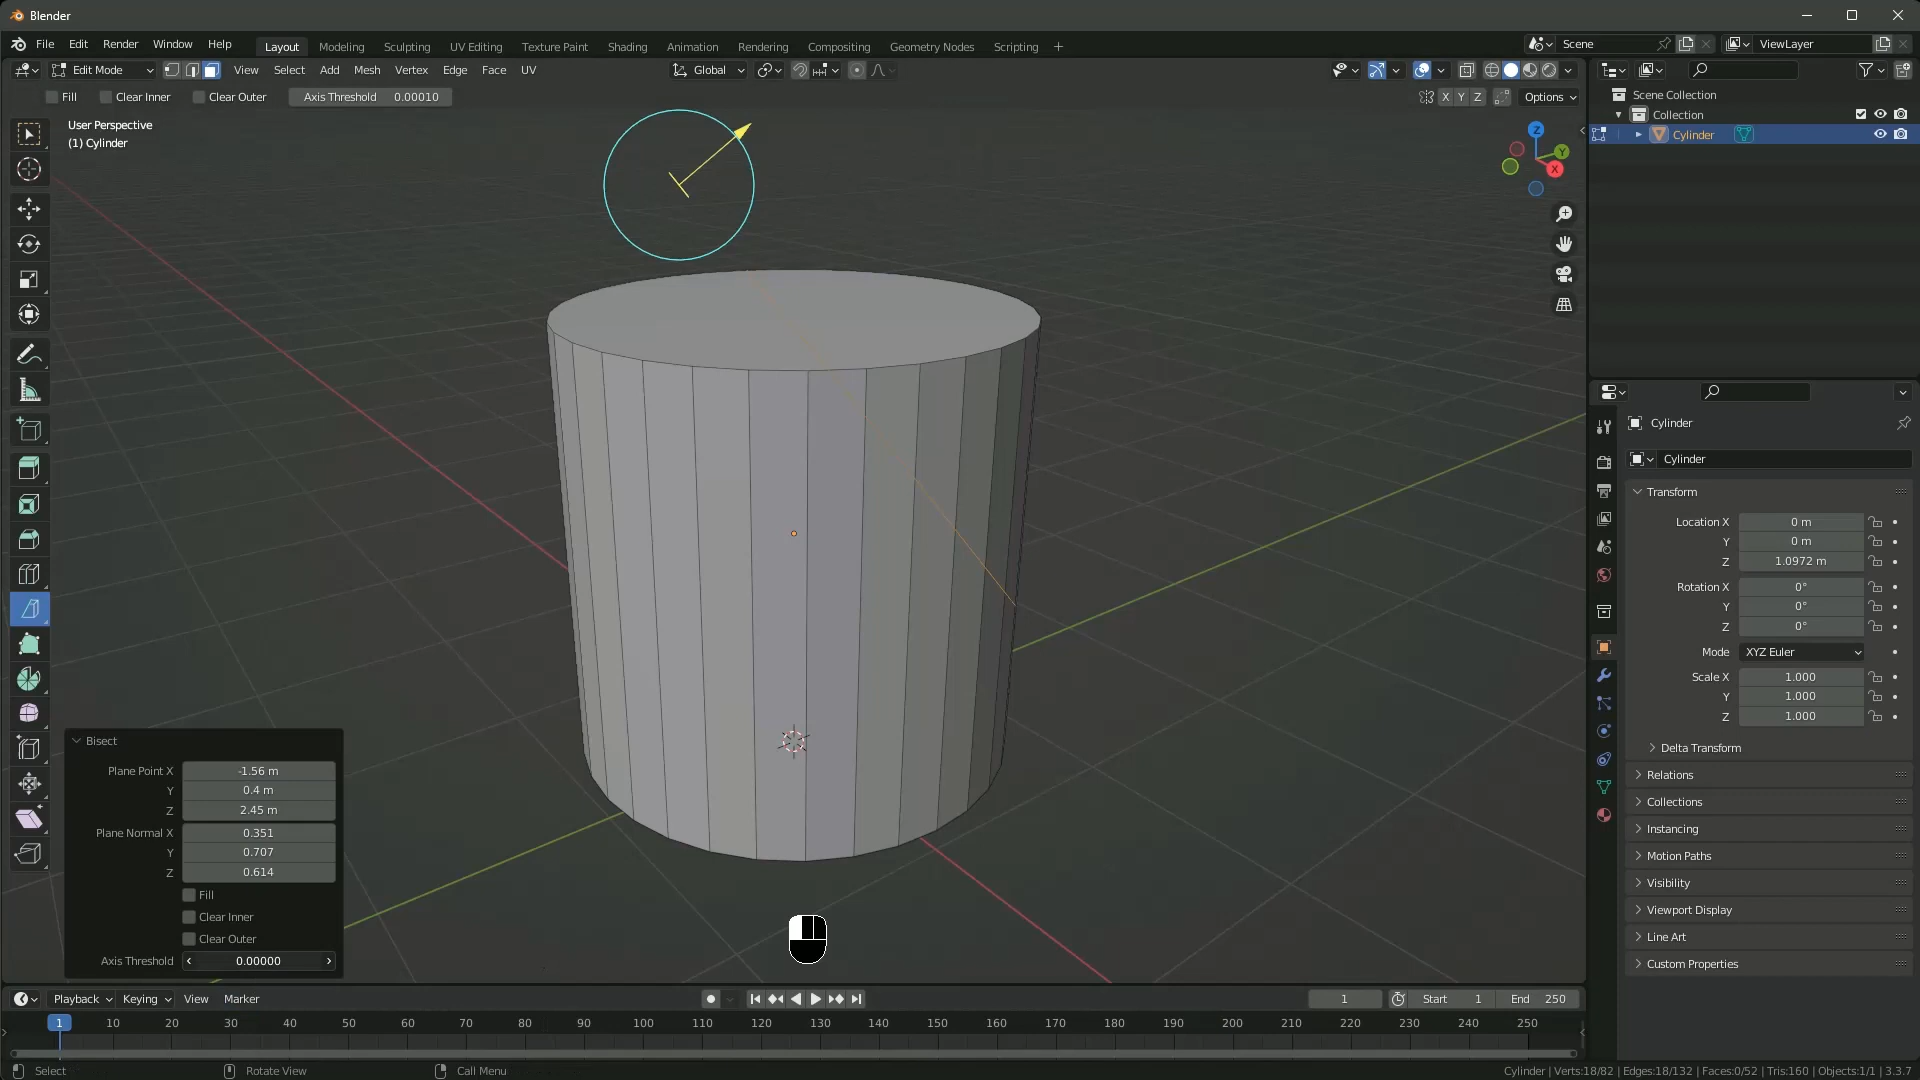 Blender
File Edit Render Window Help
Layout Modeling Sculpting UV Editing Texture Paint Shading Animation Rendering Compositing Geometry Nodes Scripting +
Scene
ViewLayer
Edit Mode
View Select Add Mesh Vertex Edge Face UV
Global
Fill Clear Inner Clear Outer Axis Threshold 0.00010
X Y Z Options
User Perspective
(1) Cylinder
Z
Y
X
Scene Collection
Collection
Cylinder
Cylinder
Cylinder
Transform
Location X 0 m
Y 0 m
Z 1.0972 m
Rotation X 0°
Y 0°
Z 0°
Mode XYZ Euler
Scale X 1.000
Y 1.000
Z 1.000
Delta Transform
Relations
Collections
Instancing
Motion Paths
Visibility
Viewport Display
Line Art
Custom Properties
Bisect
Plane Point X -1.56 m
Y 0.4 m
Z 2.45 m
Plane Normal X 0.351
Y 0.707
Z 0.614
Fill
Clear Inner
Clear Outer
Axis Threshold 0.00000
Playback Keying View Marker
1 Start 1 End 250
1 10 20 30 40 50 60 70 80 90 100 110 120 130 140 150 160 170 180 190 200 210 220 230 240 250
Select Rotate View Call Menu
Cylinder | Verts:18/82 | Edges:18/132 | Faces:0/52 | Tris:160 | Objects:1/1 | 3.3.7